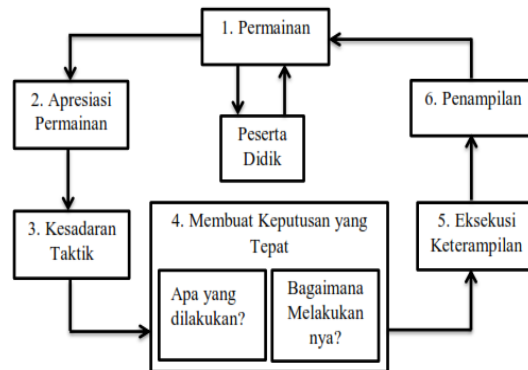 1. Permainan
2. Apresiasi
Permainan
Peserta
Didik
6. Penampilan
3. Kesadaran
Taktik
4. Membuat Keputusan yang
Tepat
Apa yang
dilakukan?
Bagaimana
Melakukan
nya?
5. Eksekusi
Keterampilan